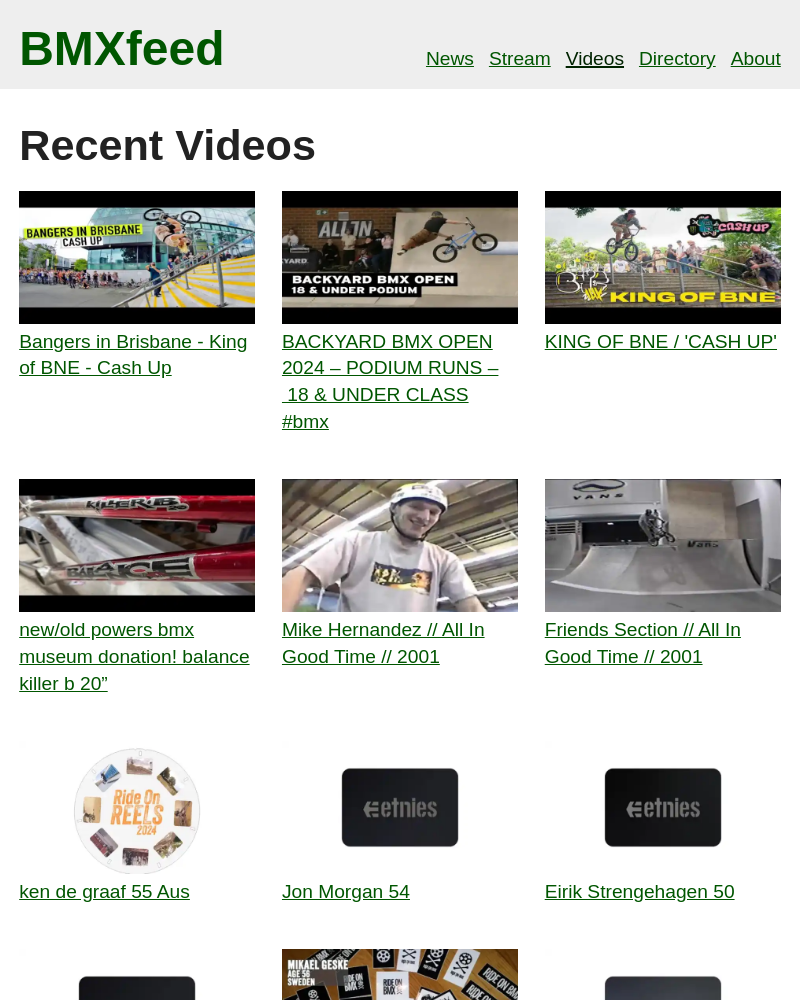 BMXfeed
News Stream Videos Directory About
Recent Videos
BANGERS IN BRISBANE
CASH UP
ALL IN
BACKYARD BMX OPEN
18 & UNDER PODIUM
CASH UP
KING OF BNE
Bangers in Brisbane - King
of BNE - Cash Up
BACKYARD BMX OPEN
2024 – PODIUM RUNS –
18 & UNDER CLASS
#bmx
KING OF BNE / 'CASH UP'
KILLER B
VANS
Vans
new/old powers bmx
museum donation! balance
killer b 20”
Mike Hernandez // All In
Good Time // 2001
Friends Section // All In
Good Time // 2001
Ride On
REELS
2024
etnies
etnies
ken de graaf 55 Aus
Jon Morgan 54
Eirik Strengehagen 50
MIKAEL GESKE
AGE 56
SWEDEN
RIDE ON
BMX